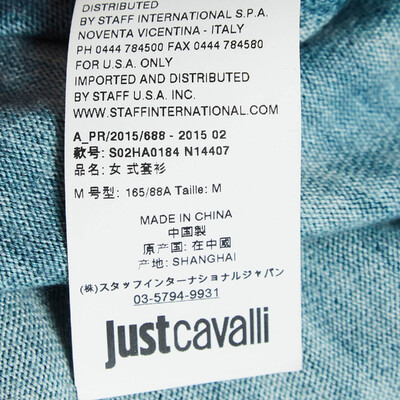 DISTRIBUTED
BY STAFF INTERNATIONAL S.P.A.
NOVENTA VICENTINA - ITALY
PH 0444 784500 FAX 0444 784580
FOR U.S.A. ONLY
IMPORTED AND DISTRIBUTED
BY STAFF U.S.A. INC.
WWW.STAFFINTERNATIONAL.COM
A_PR/2015/688 - 2015 02
款号: S02HA0184 N14407
品名: 女 式套衫
M 号型: 165/88A Taille: M
MADE IN CHINA
中国製
原产国: 在中國
产地: SHANGHAI
(株)スタッフインターナショナルジャパン
03-5794-9931
justcavalli